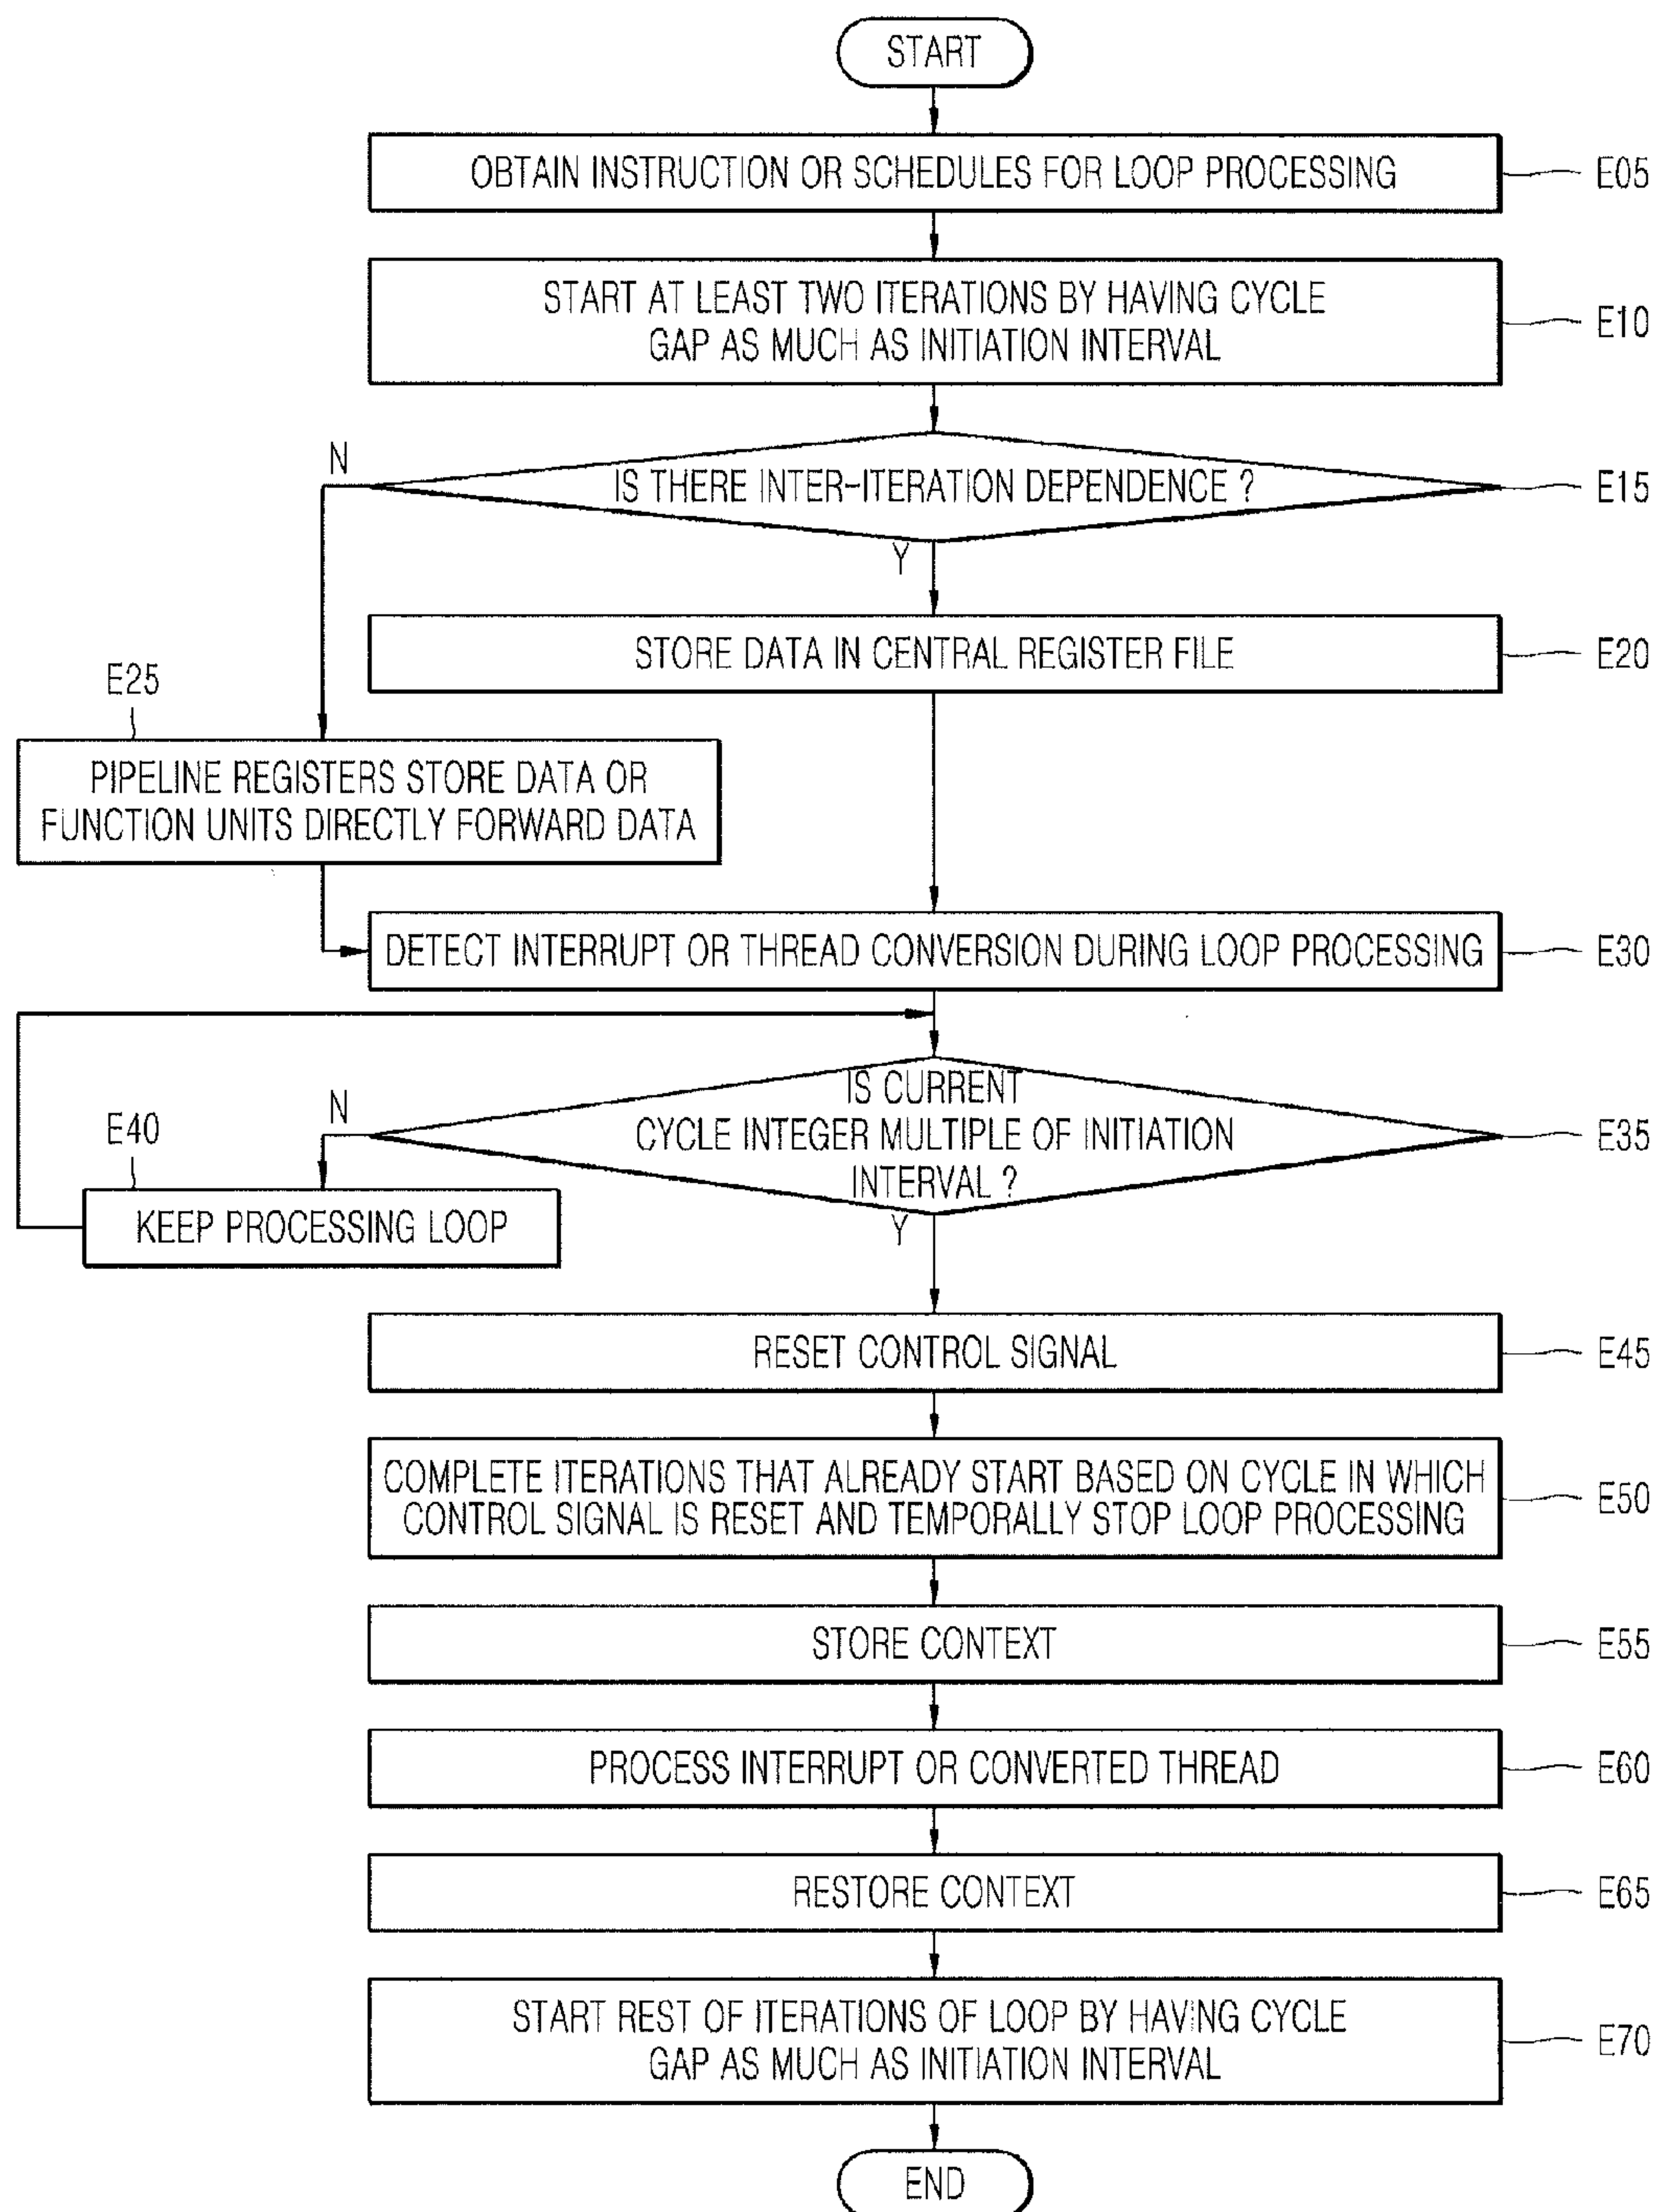 START
OBTAIN INSTRUCTION OR SCHEDULES FOR LOOP PROCESSING
E05
START AT LEAST TWO ITERATIONS BY HAVING CYCLE
GAP AS MUCH AS INITIATION INTERVAL
E10
N
IS THERE INTER-ITERATION DEPENDENCE ?
E15
Y
STORE DATA IN CENTRAL REGISTER FILE
E20
E25
PIPELINE REGISTERS STORE DATA OR
FUNCTION UNITS DIRECTLY FORWARD DATA
DETECT INTERRUPT OR THREAD CONVERSION DURING LOOP PROCESSING
E30
IS CURRENT
CYCLE INTEGER MULTIPLE OF INITIATION
INTERVAL ?
E35
N
E40
KEEP PROCESSING LOOP
Y
RESET CONTROL SIGNAL
E45
COMPLETE ITERATIONS THAT ALREADY START BASED ON CYCLE IN WHICH
CONTROL SIGNAL IS RESET AND TEMPORALLY STOP LOOP PROCESSING
E50
STORE CONTEXT
E55
PROCESS INTERRUPT OR CONVERTED THREAD
E60
RESTORE CONTEXT
E65
START REST OF ITERATIONS OF LOOP BY HAVING CYCLE
GAP AS MUCH AS INITIATION INTERVAL
E70
END